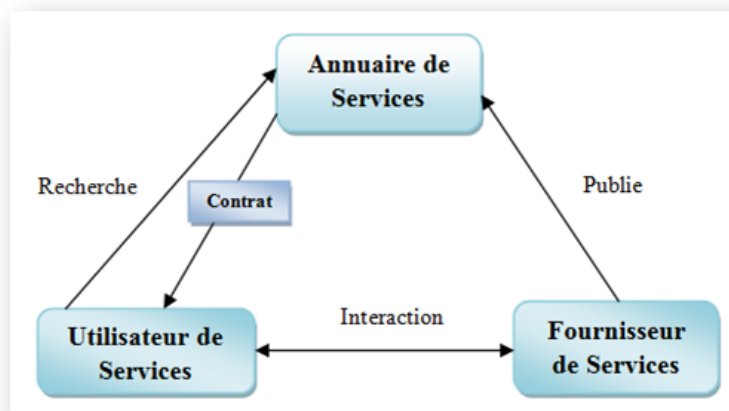 Annuaire de
Services
Recherche
Contrat
Publie
Interaction
Utilisateur de
Services
Fournisseur
de Services